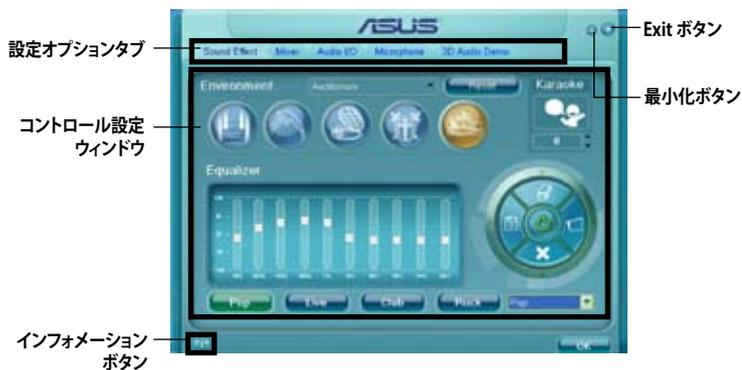 ASUS
Exit ボタン
設定オプションタブ
Sound Effect Mixer Audio I/O Microphone 3D Audio Demo
最小化ボタン
Environment Auditorium Reset Karaoke
コントロール設定
ウィンドウ
0
Equalizer
Pop Live Club Rock Pop
インフォメーション
ボタン
OK